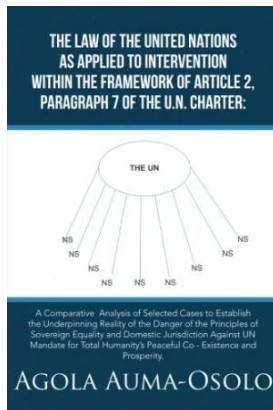 THE LAW OF THE UNITED NATIONS
AS APPLIED TO INTERVENTION
WITHIN THE FRAMEWORK OF ARTICLE 2,
PARAGRAPH 7 OF THE U.N. CHARTER:
THE UN
NS
NS
NS
NS
NS
NS
NS
NS
A Comparative Analysis of Selected Cases to Establish
the Underpinning Reality of the Danger of the Principles of
Sovereign Equality and Domestic Jurisdiction Against UN
Mandate for Total Humanity's Peaceful Co - Existence and
Prosperity.
AGOLA AUMA-OSOLO